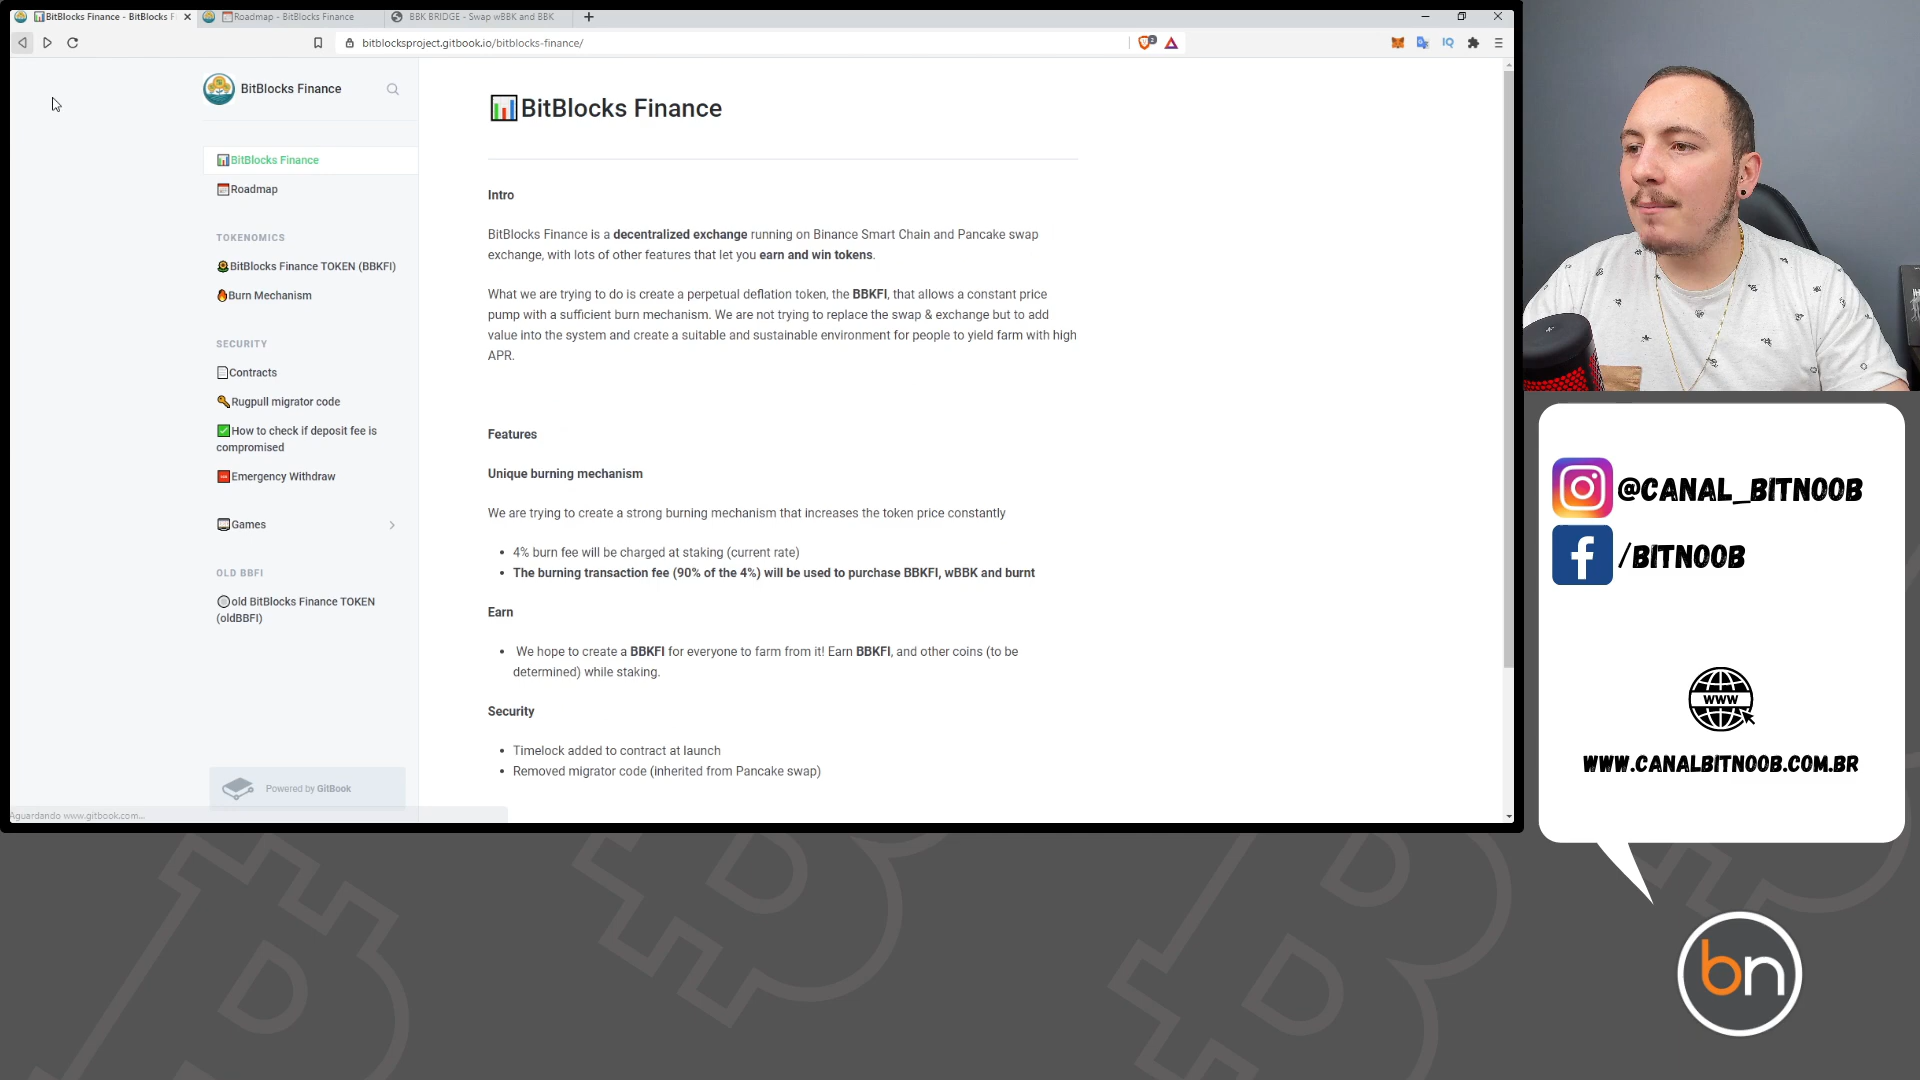 BitBlocks Finance - BitBlocks F
Roadmap - BitBlocks Finance
BBK BRIDGE - Swap wBBK and BBK
bitblocksproject.gitbook.io/bitblocks-finance/
2
IQ
BitBlocks Finance
BitBlocks Finance
Roadmap
TOKENOMICS
BitBlocks Finance TOKEN (BBKFI)
Burn Mechanism
SECURITY
Contracts
Rugpull migrator code
How to check if deposit fee is
compromised
Emergency Withdraw
Games
OLD BBFI
old BitBlocks Finance TOKEN
(oldBBFI)
Powered by GitBook
Aguardando www.gitbook.com...
BitBlocks Finance
Intro
BitBlocks Finance is a decentralized exchange running on Binance Smart Chain and Pancake swap
exchange, with lots of other features that let you earn and win tokens.
What we are trying to do is create a perpetual deflation token, the BBKFI, that allows a constant price
pump with a sufficient burn mechanism. We are not trying to replace the swap & exchange but to add
value into the system and create a suitable and sustainable environment for people to yield farm with high
APR.
Features
Unique burning mechanism
We are trying to create a strong burning mechanism that increases the token price constantly
• 4% burn fee will be charged at staking (current rate)
• The burning transaction fee (90% of the 4%) will be used to purchase BBKFI, wBBK and burnt
Earn
• We hope to create a BBKFI for everyone to farm from it! Earn BBKFI, and other coins (to be
determined) while staking.
Security
• Timelock added to contract at launch
• Removed migrator code (inherited from Pancake swap)
@CANAL_BITNOOB
/BITNOOB
WWW
WWW.CANALBITNOOB.COM.BR
bn